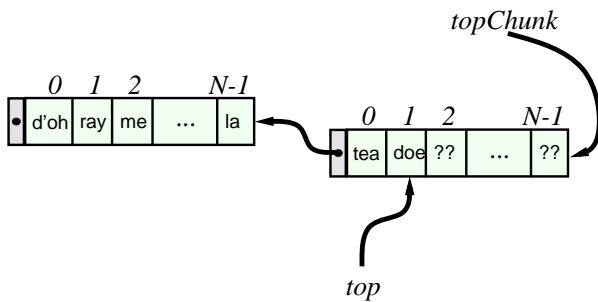 topChunk
0 1 2 N-1
d'oh ray me ... la
0 1 2 N-1
tea doe ?? ... ??
top